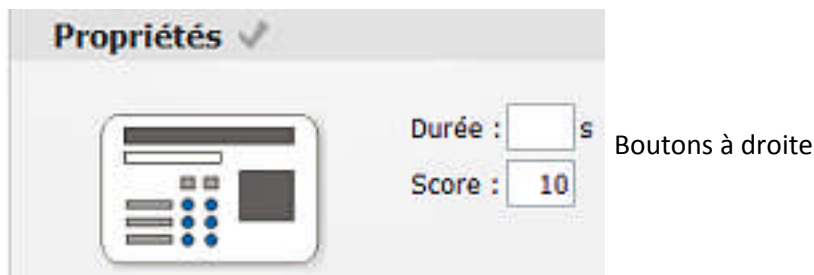 Propriétés
Durée : s
Boutons à droite
Score : 10